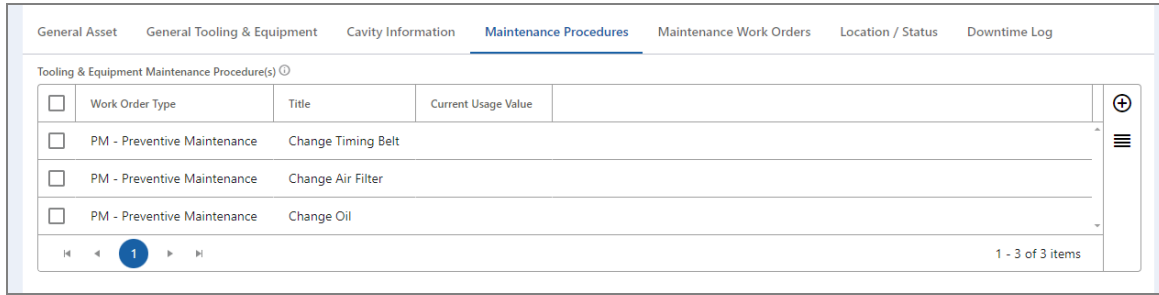 General Asset General Tooling & Equipment Cavity Information Maintenance Procedures Maintenance Work Orders Location / Status Downtime Log
Tooling & Equipment Maintenance Procedure(s)
Work Order Type Title Current Usage Value
PM - Preventive Maintenance Change Timing Belt
PM - Preventive Maintenance Change Air Filter
PM - Preventive Maintenance Change Oil
1 1 - 3 of 3 items